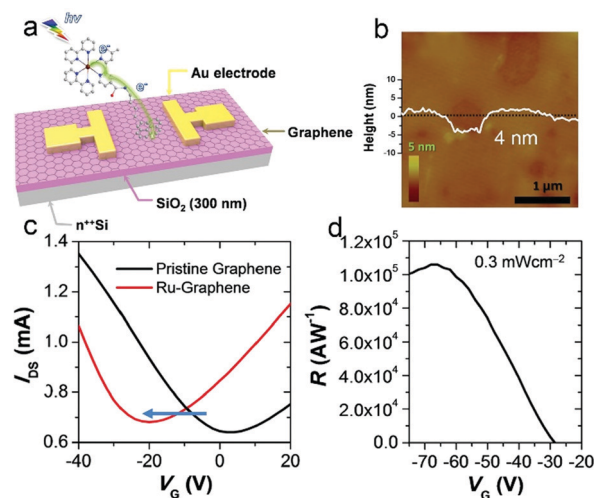 a
hv
e-
e-
Au electrode
Graphene
SiO₂ (300 nm)
n⁺⁺Si
b
Height (nm)
10
5
0
-5
-10
4 nm
5 nm
1 μm
c
Pristine Graphene
Ru-Graphene
I_DS (mA)
1.4
1.2
1.0
0.8
0.6
-40 -20 0 20
V_G (V)
d
0.3 mWcm⁻²
R (AW⁻¹)
1.2x10⁵
1.0x10⁵
8.0x10⁴
6.0x10⁴
4.0x10⁴
2.0x10⁴
0
-70 -60 -50 -40 -30 -20
V_G (V)